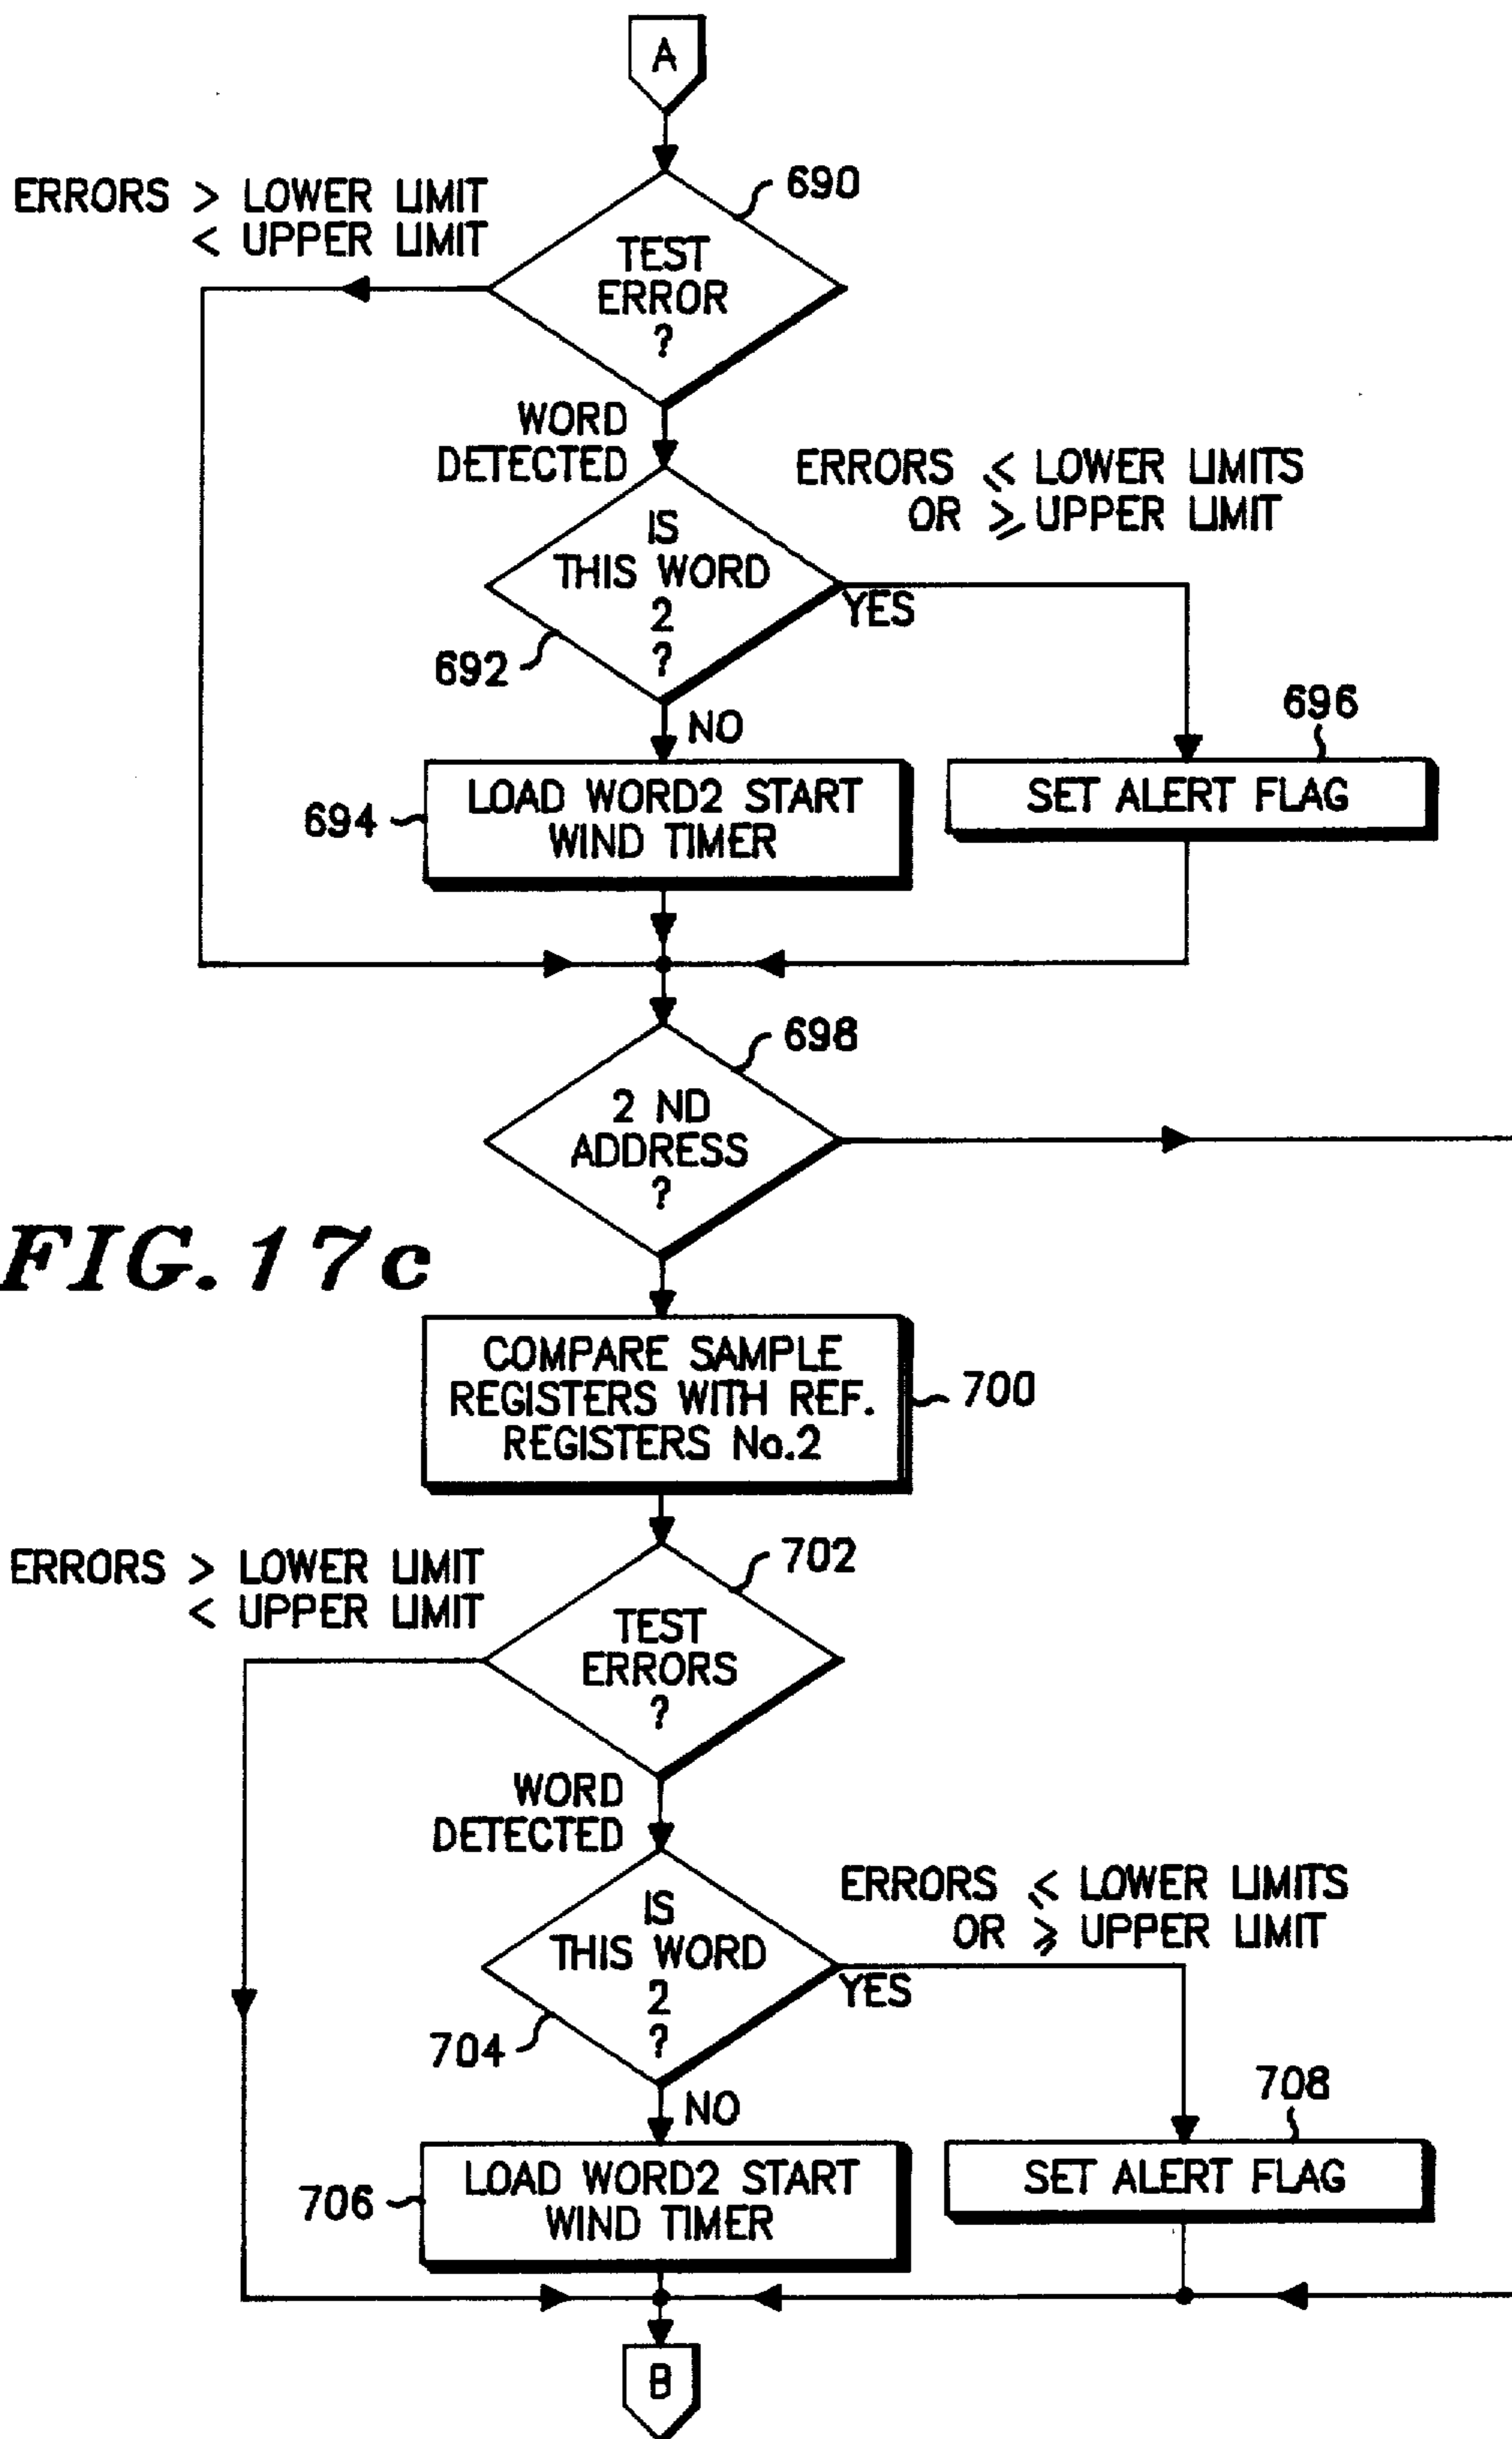 A
690
ERRORS > LOWER LIMIT
< UPPER LIMIT
TEST
ERROR
?
WORD
DETECTED
ERRORS ≤ LOWER LIMITS
OR ≥ UPPER LIMIT
IS
THIS WORD
2
?
YES
692
NO
696
LOAD WORD2 START
WIND TIMER
SET ALERT FLAG
694
698
2 ND
ADDRESS
?
FIG. 17c
COMPARE SAMPLE
REGISTERS WITH REF.
REGISTERS No.2
700
702
ERRORS > LOWER LIMIT
< UPPER LIMIT
TEST
ERRORS
?
WORD
DETECTED
ERRORS ≤ LOWER LIMITS
OR ≥ UPPER LIMIT
IS
THIS WORD
2
?
YES
704
NO
708
LOAD WORD2 START
WIND TIMER
SET ALERT FLAG
706
B